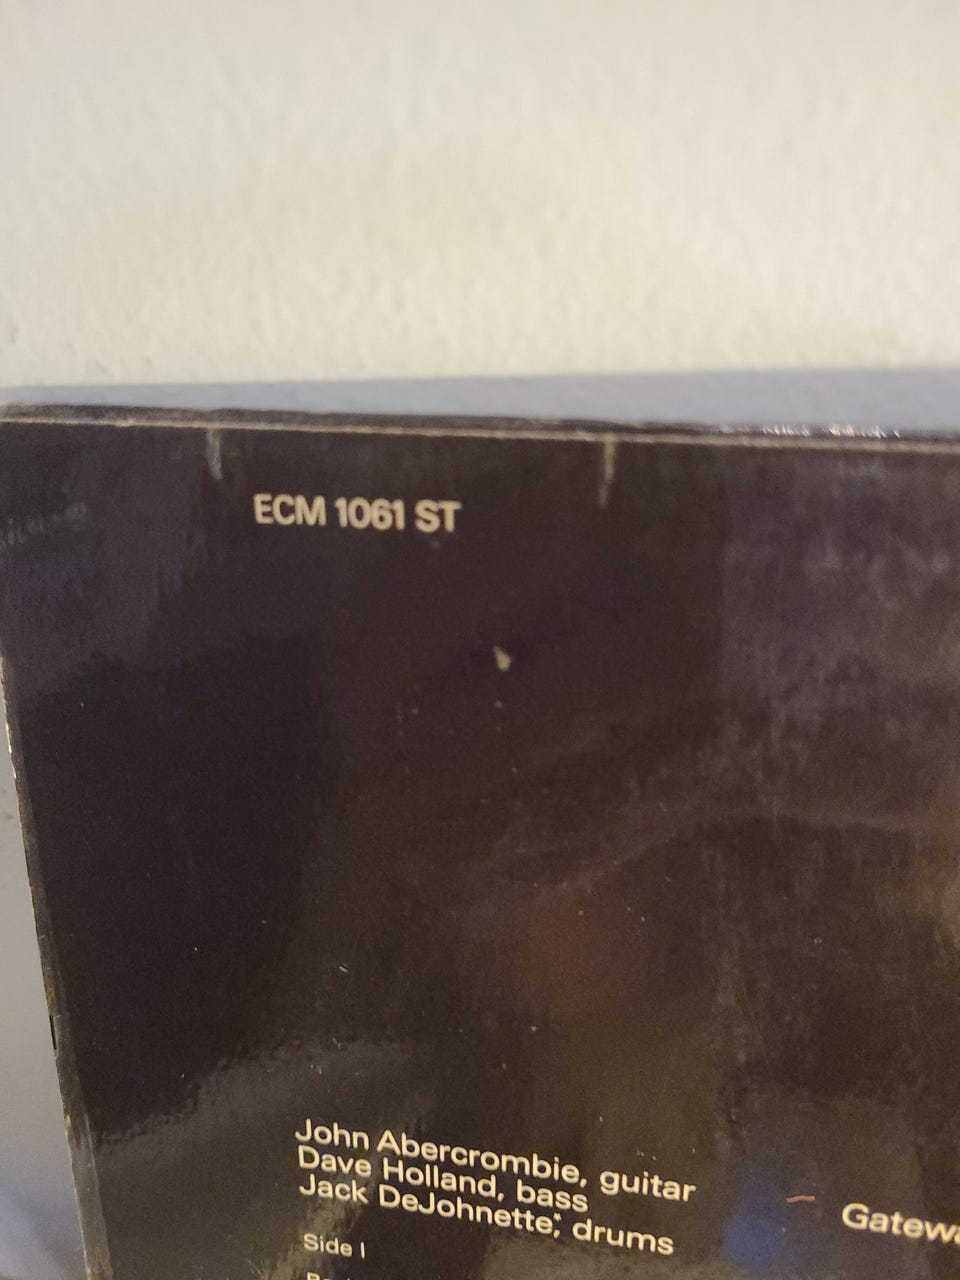 ECM 1061 ST
John Abercrombie, guitar
Dave Holland, bass
Jack DeJohnette,* drums
Side I